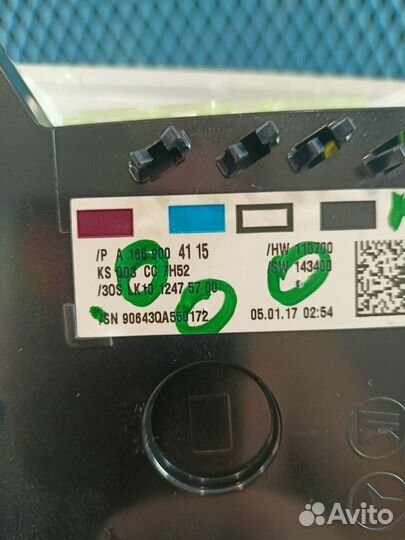 /P A 166 900 41 15 /HW 110700
KS 003 CC 7H52 /SW 143400
/3OS LK10 1247 57 00
/SN 90643QA550172 05.01.17 02:54
Avito